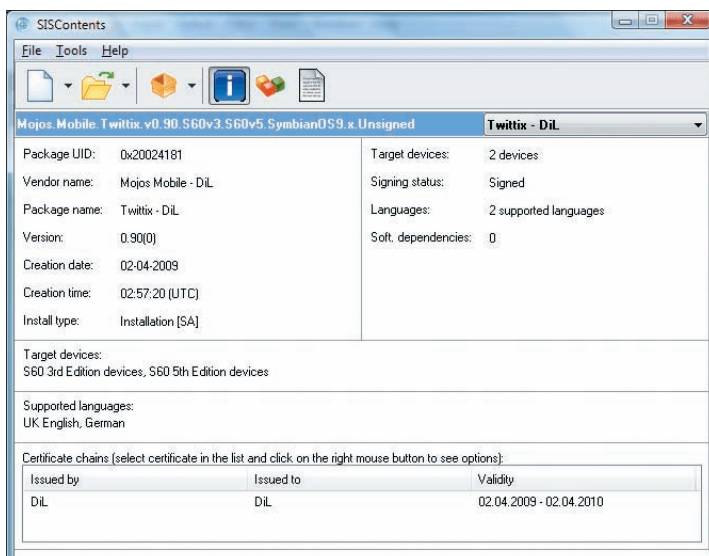 SISContents
File Tools Help
Mojos.Mobile.Twittix.v0.90.S60v3.S60v5.SymbianOS9.x.Unsigned
Twittix - DiL
Package UID: 0x20024181
Vendor name: Mojos Mobile - DiL
Package name: Twittix - DiL
Version: 0.90(0)
Creation date: 02-04-2009
Creation time: 02:57:20 (UTC)
Install type: Installation [SA]
Target devices: 2 devices
Signing status: Signed
Languages: 2 supported languages
Soft. dependencies: 0
Target devices:
S60 3rd Edition devices, S60 5th Edition devices
Supported languages:
UK English, German
Certificate chains (select certificate in the list and click on the right mouse button to see options):
Issued by Issued to Validity
DiL DiL 02.04.2009 - 02.04.2010